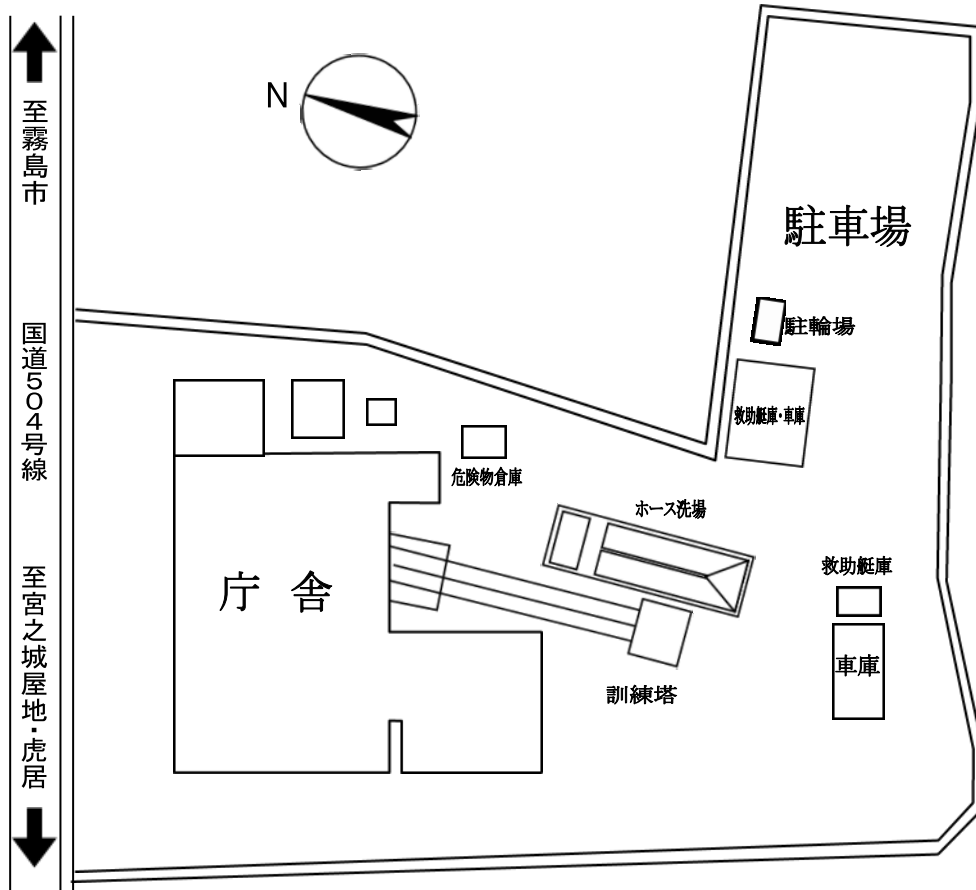 至霧島市
国道504号線
至宮之城屋地・虎居
N
駐車場
駐輪場
救助艇庫・車庫
危険物倉庫
ホース洗場
庁 舎
救助艇庫
車庫
訓練塔